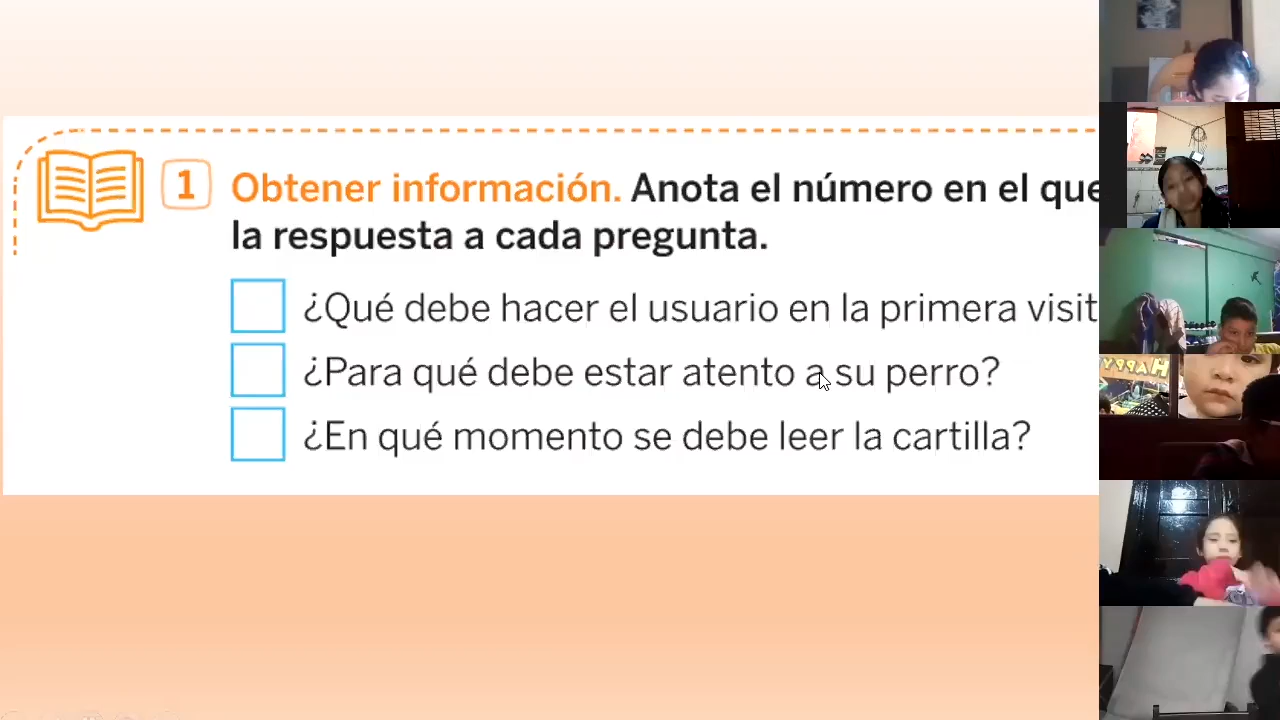 1 Obtener información. Anota el número en el que
la respuesta a cada pregunta.
¿Qué debe hacer el usuario en la primera visit
¿Para qué debe estar atento a su perro?
¿En qué momento se debe leer la cartilla?
HAPPY